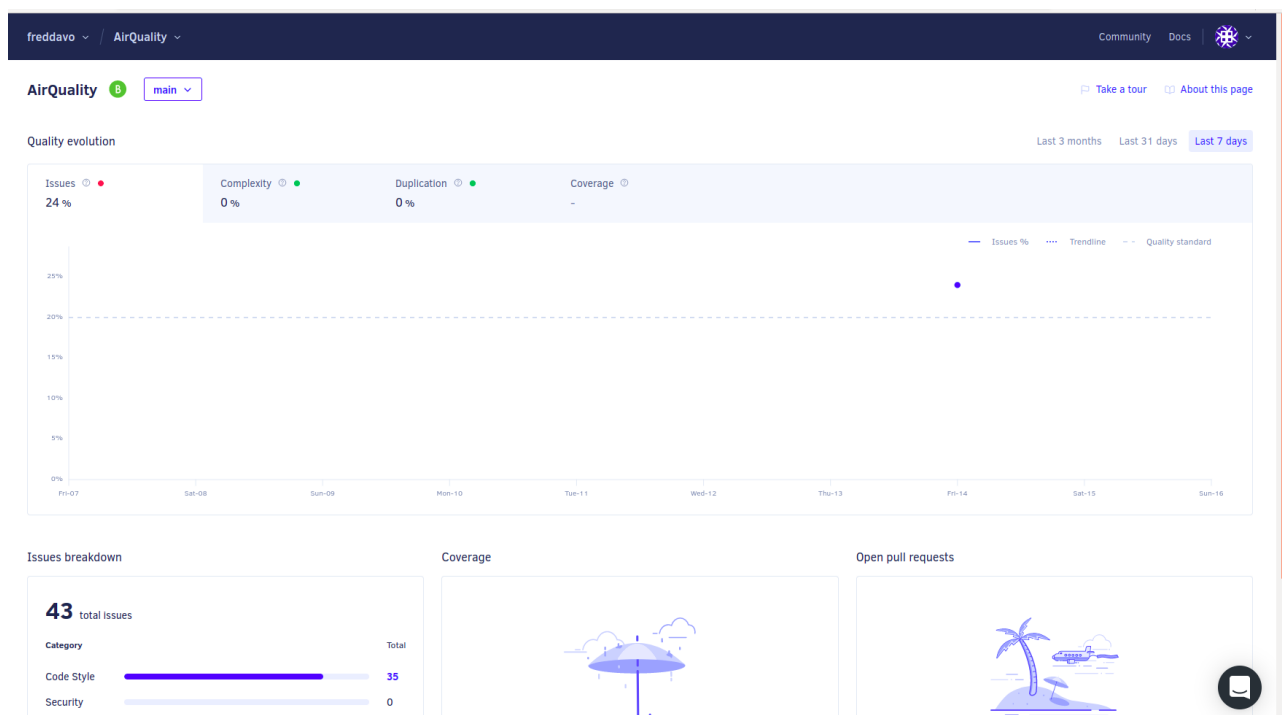 freddavo / AirQuality Community Docs
AirQuality B main Take a tour About this page
Quality evolution Last 3 months Last 31 days Last 7 days
Issues Complexity Duplication Coverage
24 % 0 % 0 % -
Issues % Trendline Quality standard
25%
20%
15%
10%
5%
0%
Fri-07 Sat-08 Sun-09 Mon-10 Tue-11 Wed-12 Thu-13 Fri-14 Sat-15 Sun-16
Issues breakdown Coverage Open pull requests
43 total issues
Category Total
Code Style 35
Security 0